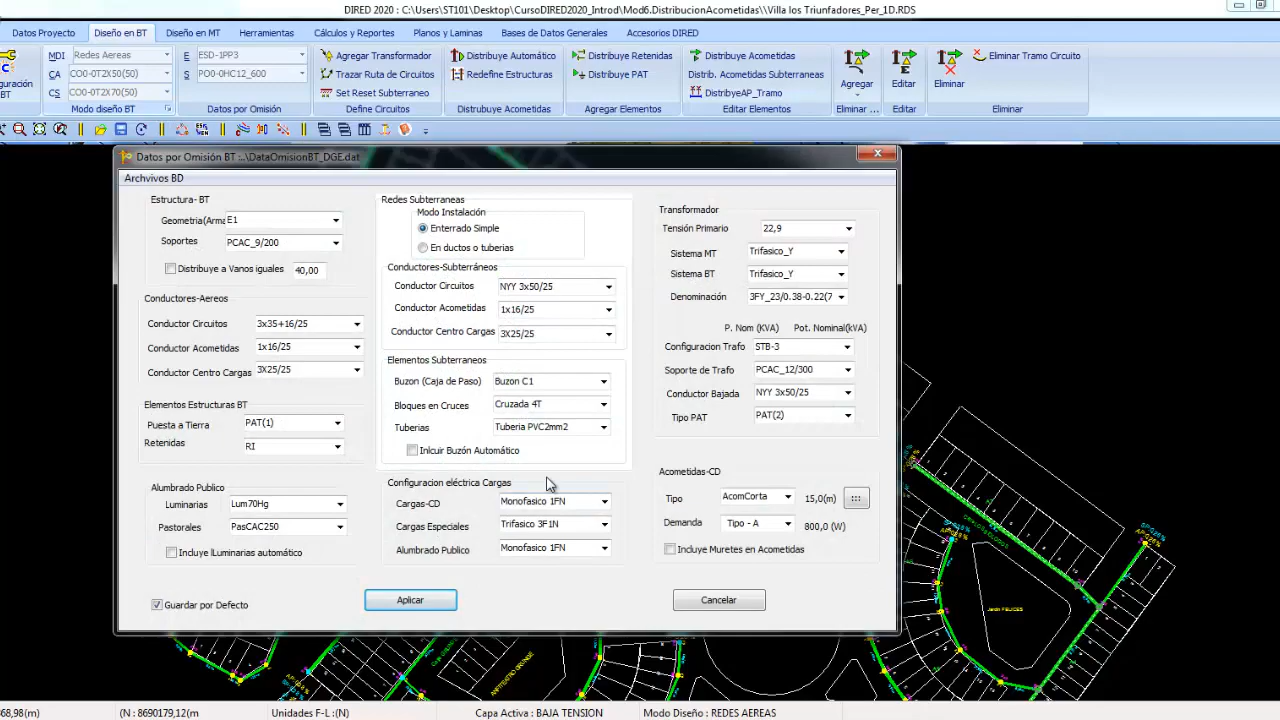 DIRED 2020 : C:\Users\ST101\Desktop\CursoDIRED2020_Introd\Mod6.DistribucionAcometidas\\Villa los Triunfadores_Per_1D.RDS
Datos Proyecto Diseño en BT Diseño en MT Herramientas Cálculos y Reportes Planos y Laminas Bases de Datos Generales Accesorios DIRED
MDI Redes Aereas E ESD-1PP3 Agregar Transformador Distribuye Automático Distribuye Retenidas Distribuye Acometidas Eliminar Tramo Circuito
CA CO0-0T2X50(50) S PO0-0HC12_600 Trazar Ruta de Circuitos Redefine Estructuras Distribuye PAT Distrib. Acometidas Subterraneas Agregar Editar Eliminar
BT CS CO0-0T2X70(50) Set Reset Subterraneo DistribyeAP_Tramo
Modo diseño BT Datos por Omisión Define Circuitos Distrubuye Acometidas Agregar Elementos Editar Elementos Eliminar ... Editar Eliminar
Datos por Omisión BT :...\DataOmisionBT_DGE.dat
Archivvos BD
Estructura- BT
Geometria(Arma E1
Soportes PCAC_9/200
Distribuye a Vanos iguales 40,00
Conductores-Aereos
Conductor Circuitos 3x35+16/25
Conductor Acometidas 1x16/25
Conductor Centro Cargas 3X25/25
Elementos Estructuras BT
Puesta a Tierra PAT(1)
Retenidas RI
Alumbrado Publico
Luminarias Lum70Hg
Pastorales PasCAC250
Incluye lLuminarias automático
Guardar por Defecto
Redes Subterraneas
Modo Instalación
Enterrado Simple
En ductos o tuberias
Conductores-Subterráneos
Conductor Circuitos NYY 3x50/25
Conductor Acometidas 1x16/25
Conductor Centro Cargas 3X25/25
Elementos Subterraneos
Buzon (Caja de Paso) Buzon C1
Bloques en Cruces Cruzada 4T
Tuberias Tuberia PVC2mm2
Inlcuir Buzón Automático
Configuracion eléctrica Cargas
Cargas-CD Monofasico 1FN
Cargas Especiales Trifasico 3F1N
Alumbrado Publico Monofasico 1FN
Aplicar
Transformador
Tensión Primario 22,9
Sistema MT Trifasico_Y
Sistema BT Trifasico_Y
Denominación 3FY_23/0.38-0.22(7
P. Nom (KVA) Pot. Nominal(kVA)
Configuracion Trafo STB-3
Soporte de Trafo PCAC_12/300
Conductor Bajada NYY 3x50/25
Tipo PAT PAT(2)
Acometidas-CD
Tipo AcomCorta 15,0(m)
Demanda Tipo - A 800,0 (W)
Incluye Muretes en Acometidas
Cancelar
Jardin FELICES
368,98(m) (N : 8690179,12(m Unidades F-L :(N) Capa Activa : BAJA TENSION Modo Diseño : REDES AEREAS